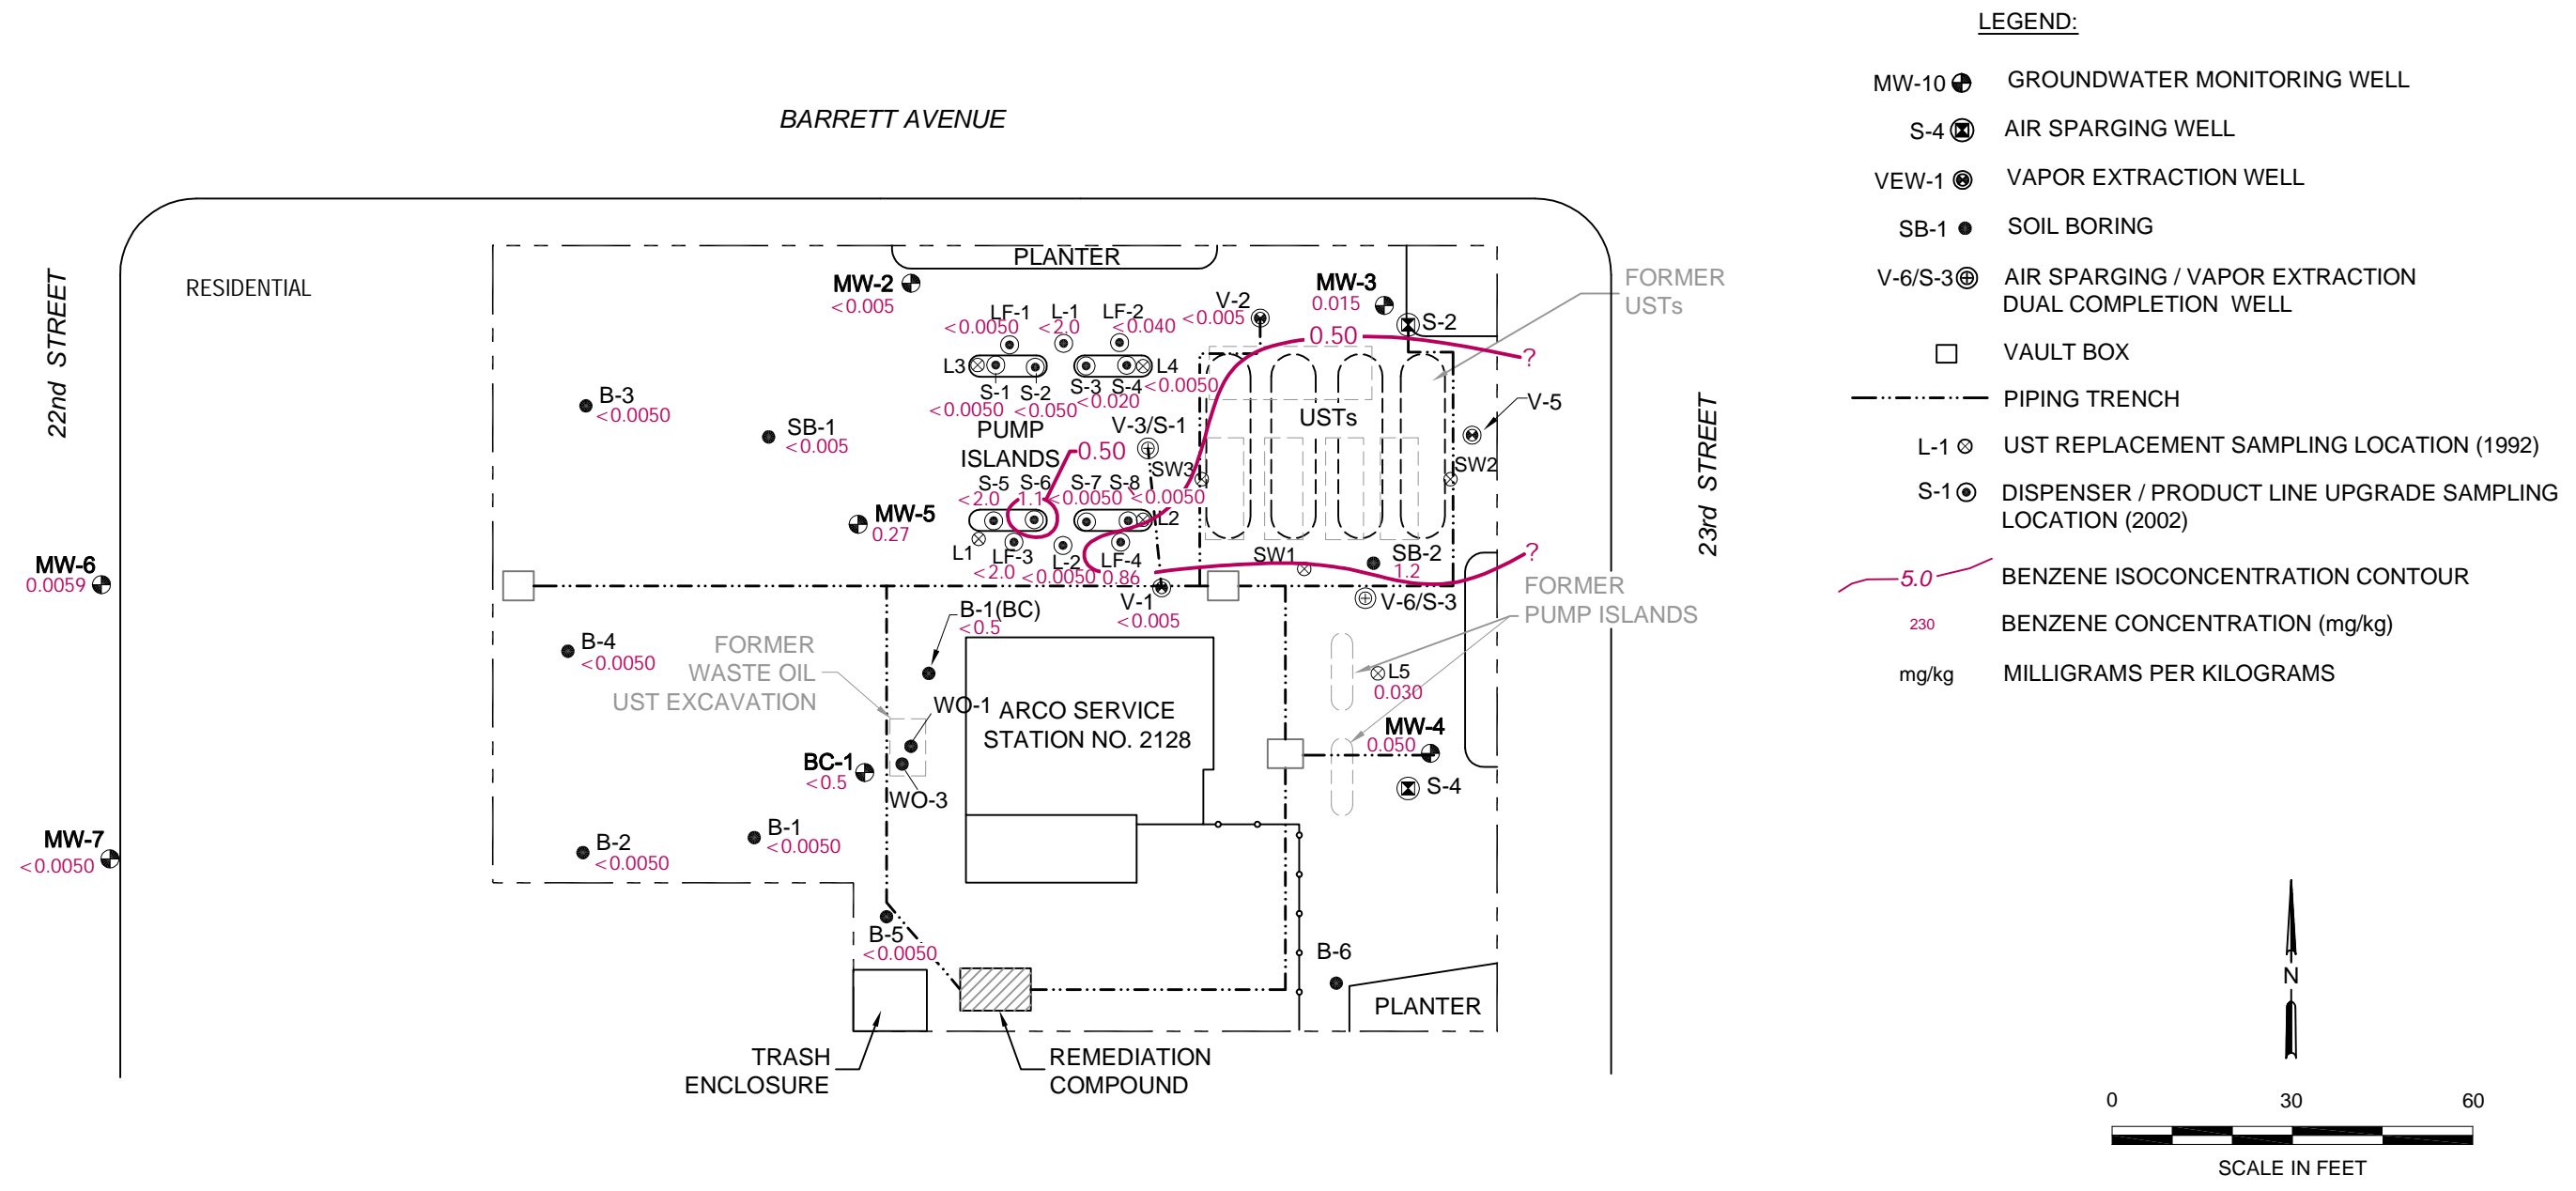 LEGEND:
MW-10 GROUNDWATER MONITORING WELL
S-4 AIR SPARGING WELL
VEW-1 VAPOR EXTRACTION WELL
SB-1 SOIL BORING
V-6/S-3 AIR SPARGING / VAPOR EXTRACTION
DUAL COMPLETION WELL
VAULT BOX
PIPING TRENCH
L-1 UST REPLACEMENT SAMPLING LOCATION (1992)
S-1 DISPENSER / PRODUCT LINE UPGRADE SAMPLING
LOCATION (2002)
5.0 BENZENE ISOCONCENTRATION CONTOUR
230 BENZENE CONCENTRATION (mg/kg)
mg/kg MILLIGRAMS PER KILOGRAMS
BARRETT AVENUE
22nd STREET
RESIDENTIAL
23rd STREET
PLANTER
MW-2
<0.005
LF-1
<0.0050
L-1
<2.0
LF-2
<0.040
V-2
<0.005
MW-3
0.015
S-2
FORMER
USTs
0.50
?
L3
L4
S-1
<0.0050
S-2
<0.050
S-3
<0.020
S-4
<0.0050
B-3
<0.0050
SB-1
<0.005
PUMP
ISLANDS
V-3/S-1
0.50
USTs
V-5
SW3
SW2
S-5
<2.0
S-6
1.1
S-7
<0.0050
S-8
<0.0050
MW-5
0.27
L2
L1
LF-3
<2.0
L-2
<0.0050
LF-4
0.86
SW1
SB-2
1.2
?
MW-6
0.0059
V-1
<0.005
V-6/S-3
FORMER
PUMP ISLANDS
B-1(BC)
<0.5
B-4
<0.0050
FORMER
WASTE OIL
UST EXCAVATION
L5
0.030
WO-1
ARCO SERVICE
STATION NO. 2128
MW-4
0.050
BC-1
<0.5
WO-3
S-4
MW-7
<0.0050
B-2
<0.0050
B-1
<0.0050
B-5
<0.0050
B-6
PLANTER
TRASH
ENCLOSURE
REMEDIATION
COMPOUND
N
0 30 60
SCALE IN FEET